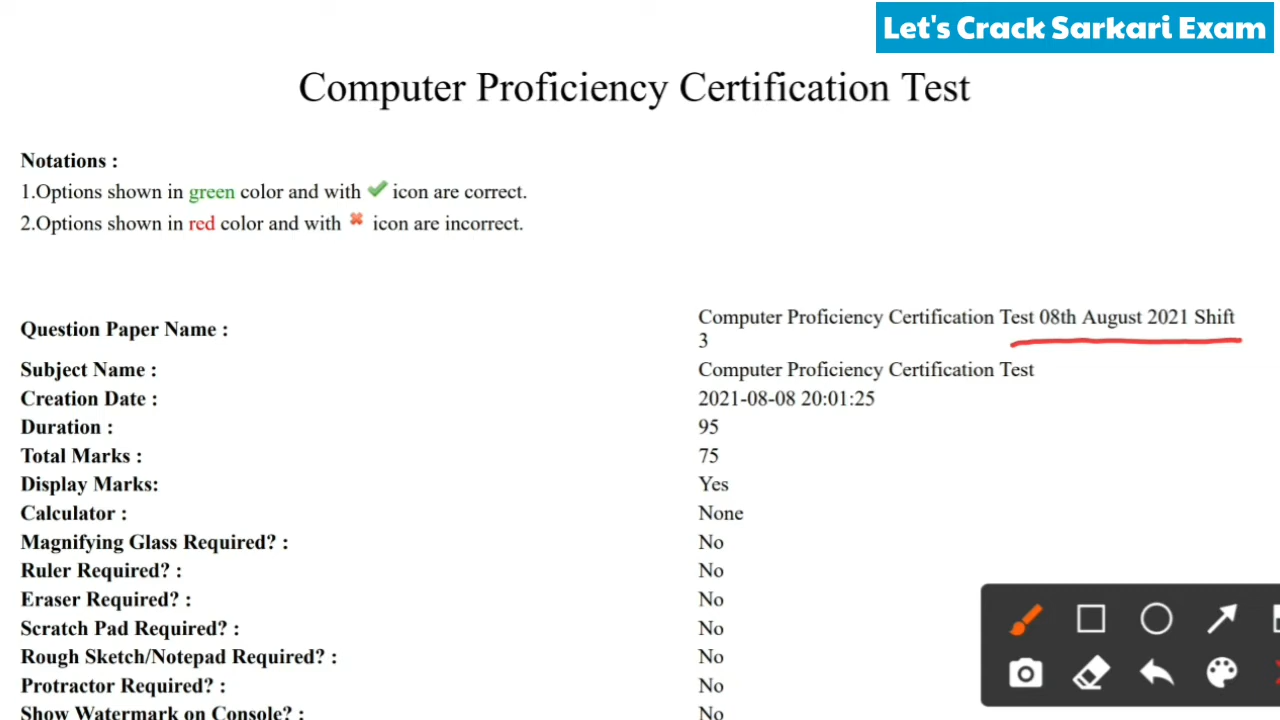 Let's Crack Sarkari Exam
Computer Proficiency Certification Test
Notations :
1.Options shown in green color and with icon are correct.
2.Options shown in red color and with icon are incorrect.
Question Paper Name : Computer Proficiency Certification Test 08th August 2021 Shift
3
Subject Name : Computer Proficiency Certification Test
Creation Date : 2021-08-08 20:01:25
Duration : 95
Total Marks : 75
Display Marks: Yes
Calculator : None
Magnifying Glass Required? : No
Ruler Required? : No
Eraser Required? : No
Scratch Pad Required? : No
Rough Sketch/Notepad Required? : No
Protractor Required? : No
Show Watermark on Console? : No